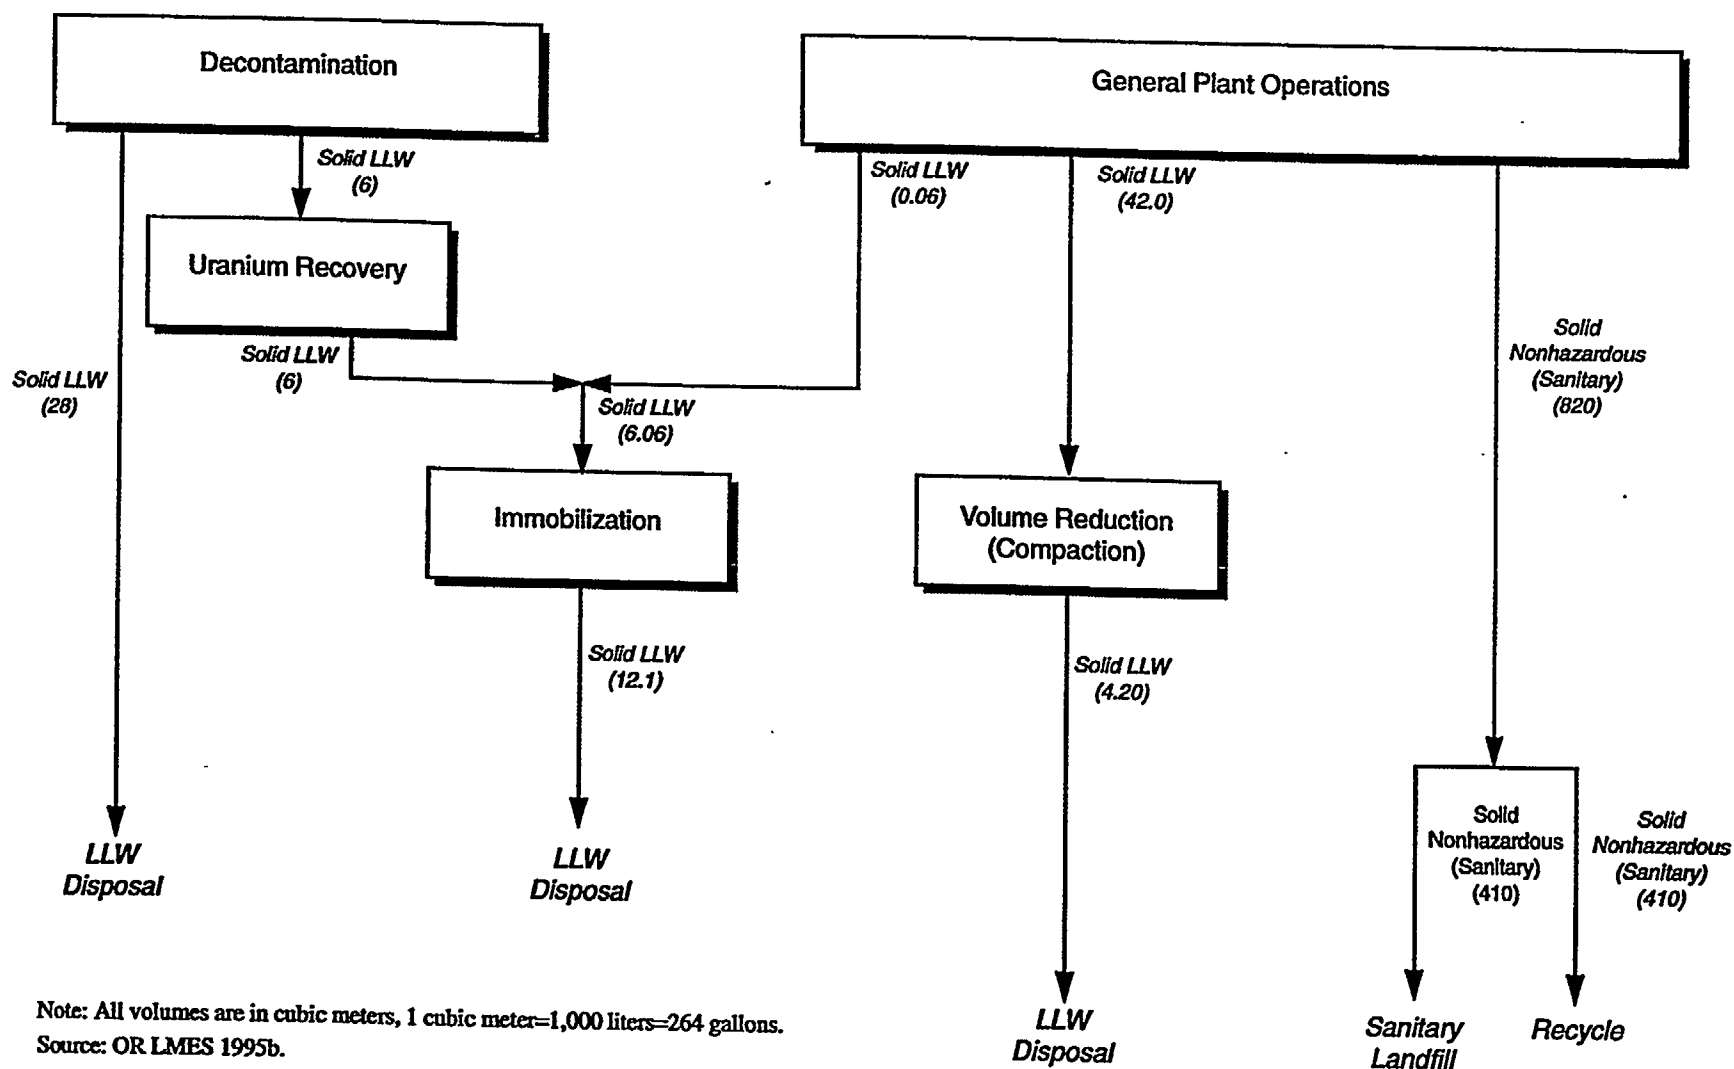 Decontamination
General Plant Operations
Solid LLW
(6)
Solid LLW
(0.06)
Solid LLW
(42.0)
Uranium Recovery
Solid LLW
(28)
Solid LLW
(6)
Solid LLW
(6.06)
Solid
Nonhazardous
(Sanitary)
(820)
Immobilization
Volume Reduction
(Compaction)
Solid LLW
(12.1)
Solid LLW
(4.20)
LLW
Disposal
LLW
Disposal
Solid
Nonhazardous
(Sanitary)
(410)
Solid
Nonhazardous
(Sanitary)
(410)
LLW
Disposal
Sanitary
Landfill
Recycle
Note: All volumes are in cubic meters, 1 cubic meter=1,000 liters=264 gallons.
Source: OR LMES 1995b.